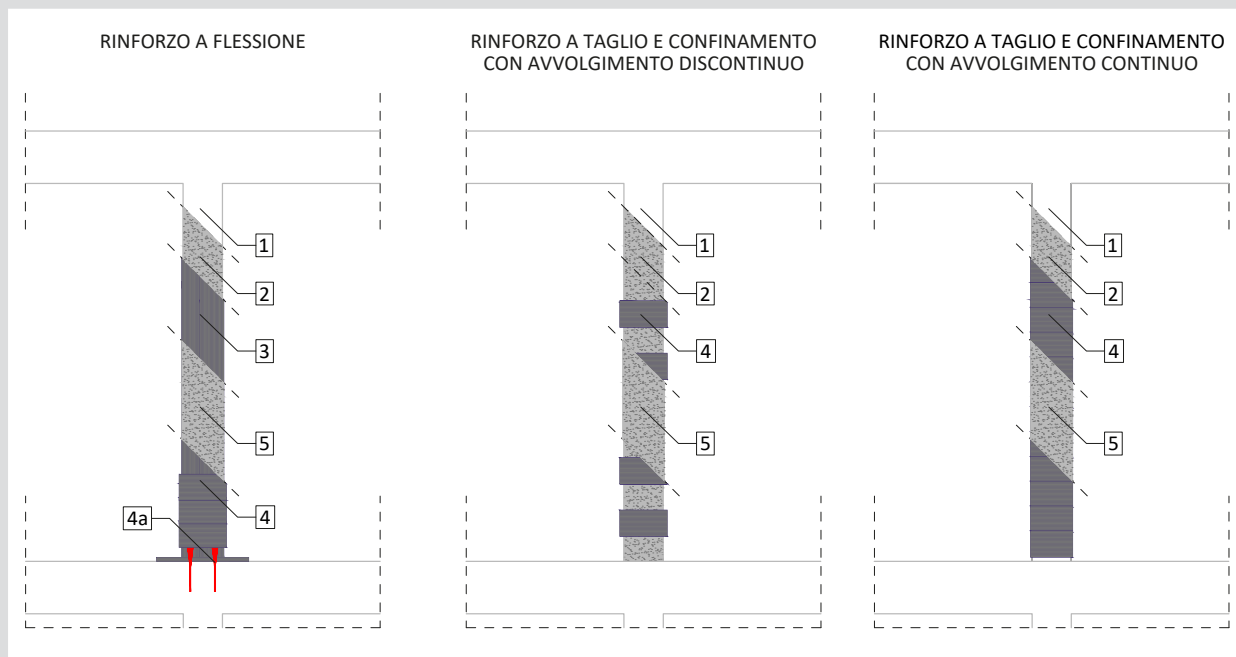 RINFORZO A FLESSIONE
1
2
3
5
4
4a
RINFORZO A TAGLIO E CONFINAMENTO
CON AVVOLGIMENTO DISCONTINUO
1
2
4
5
RINFORZO A TAGLIO E CONFINAMENTO
CON AVVOLGIMENTO CONTINUO
1
2
4
5